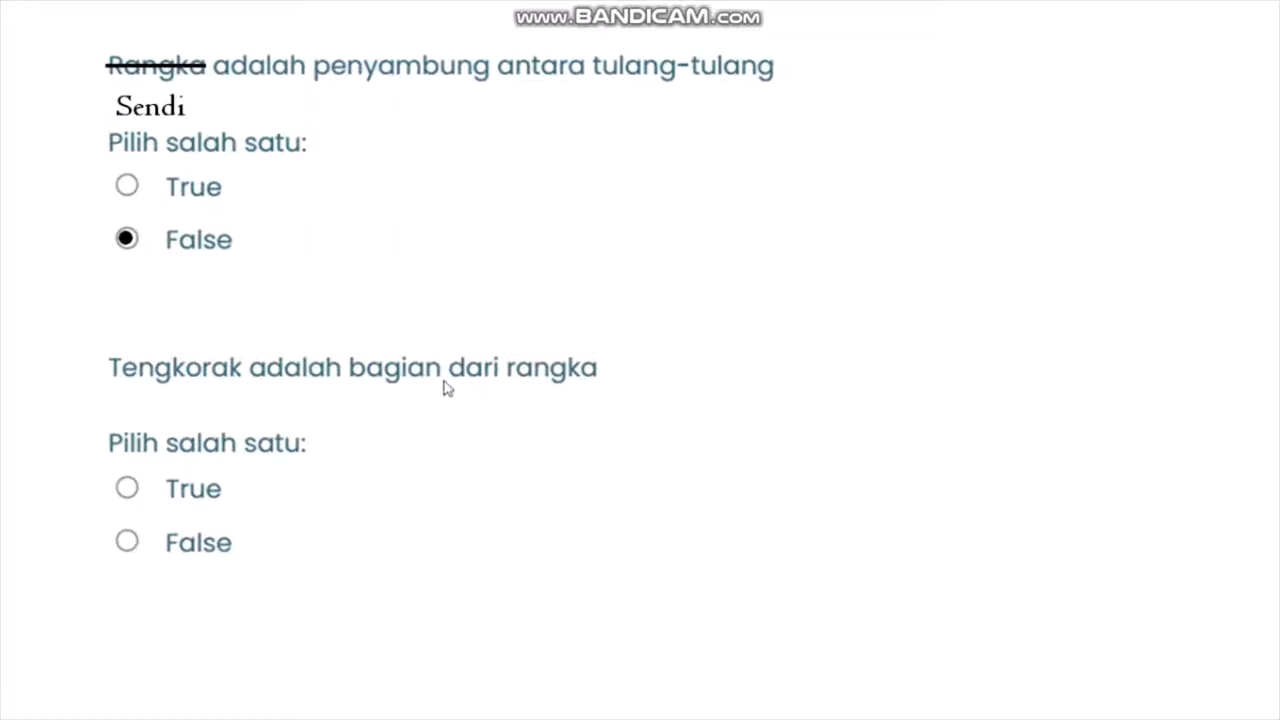 www.BANDICAM.com
Rangka adalah penyambung antara tulang-tulang
Sendi
Pilih salah satu:
True
False
Tengkorak adalah bagian dari rangka
Pilih salah satu:
True
False